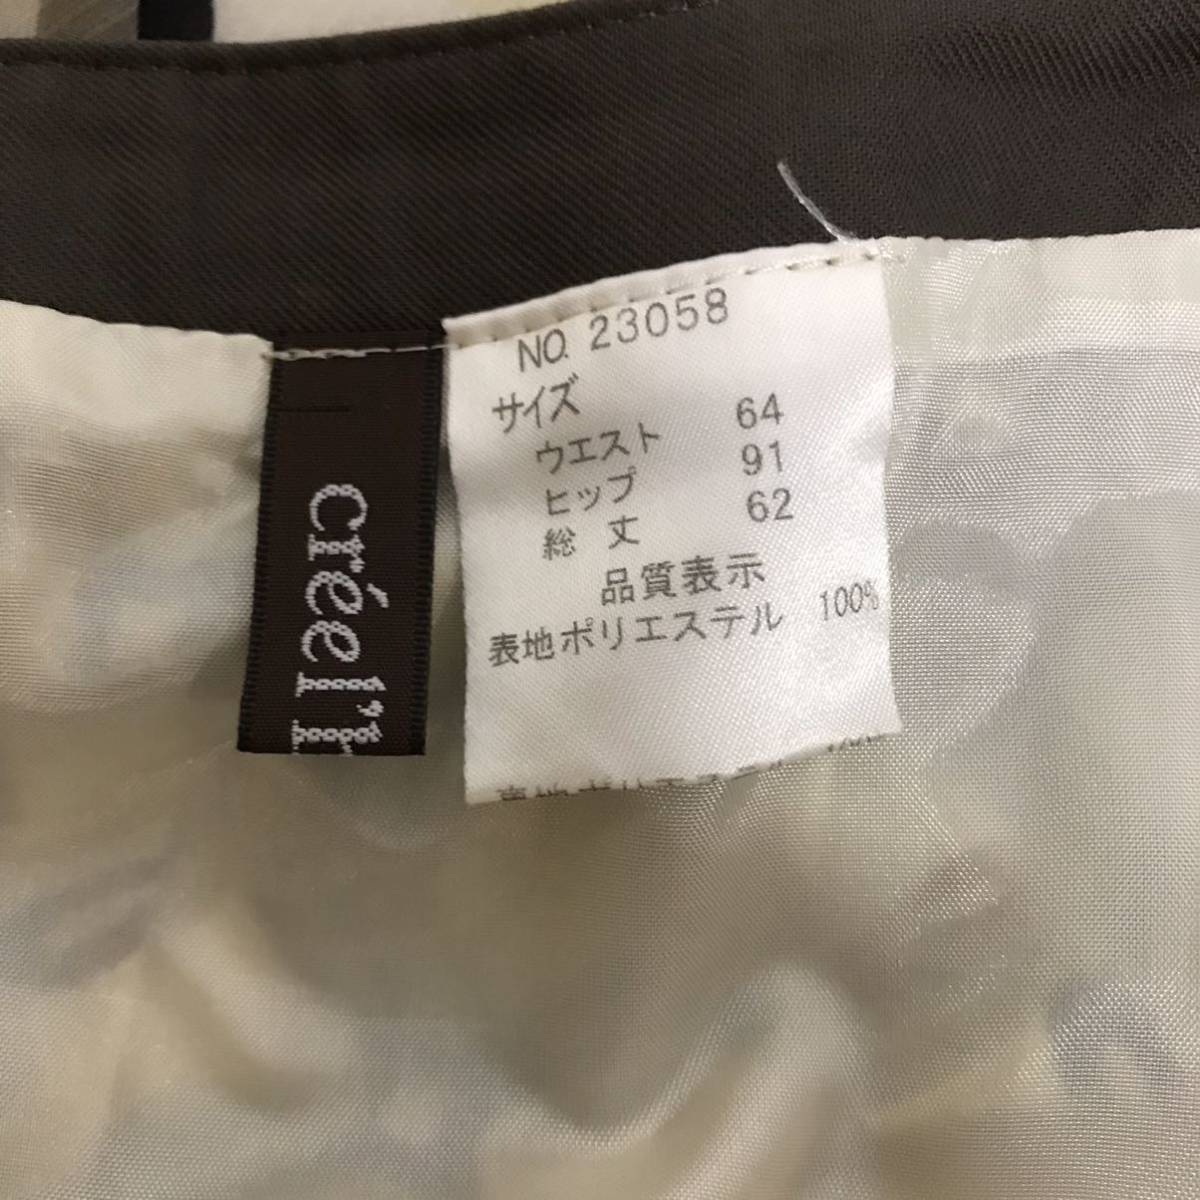 NO. 23058
サイズ
ウエスト 64
ヒップ 91
総丈 62
品質表示
表地ポリエステル 100%
créel'